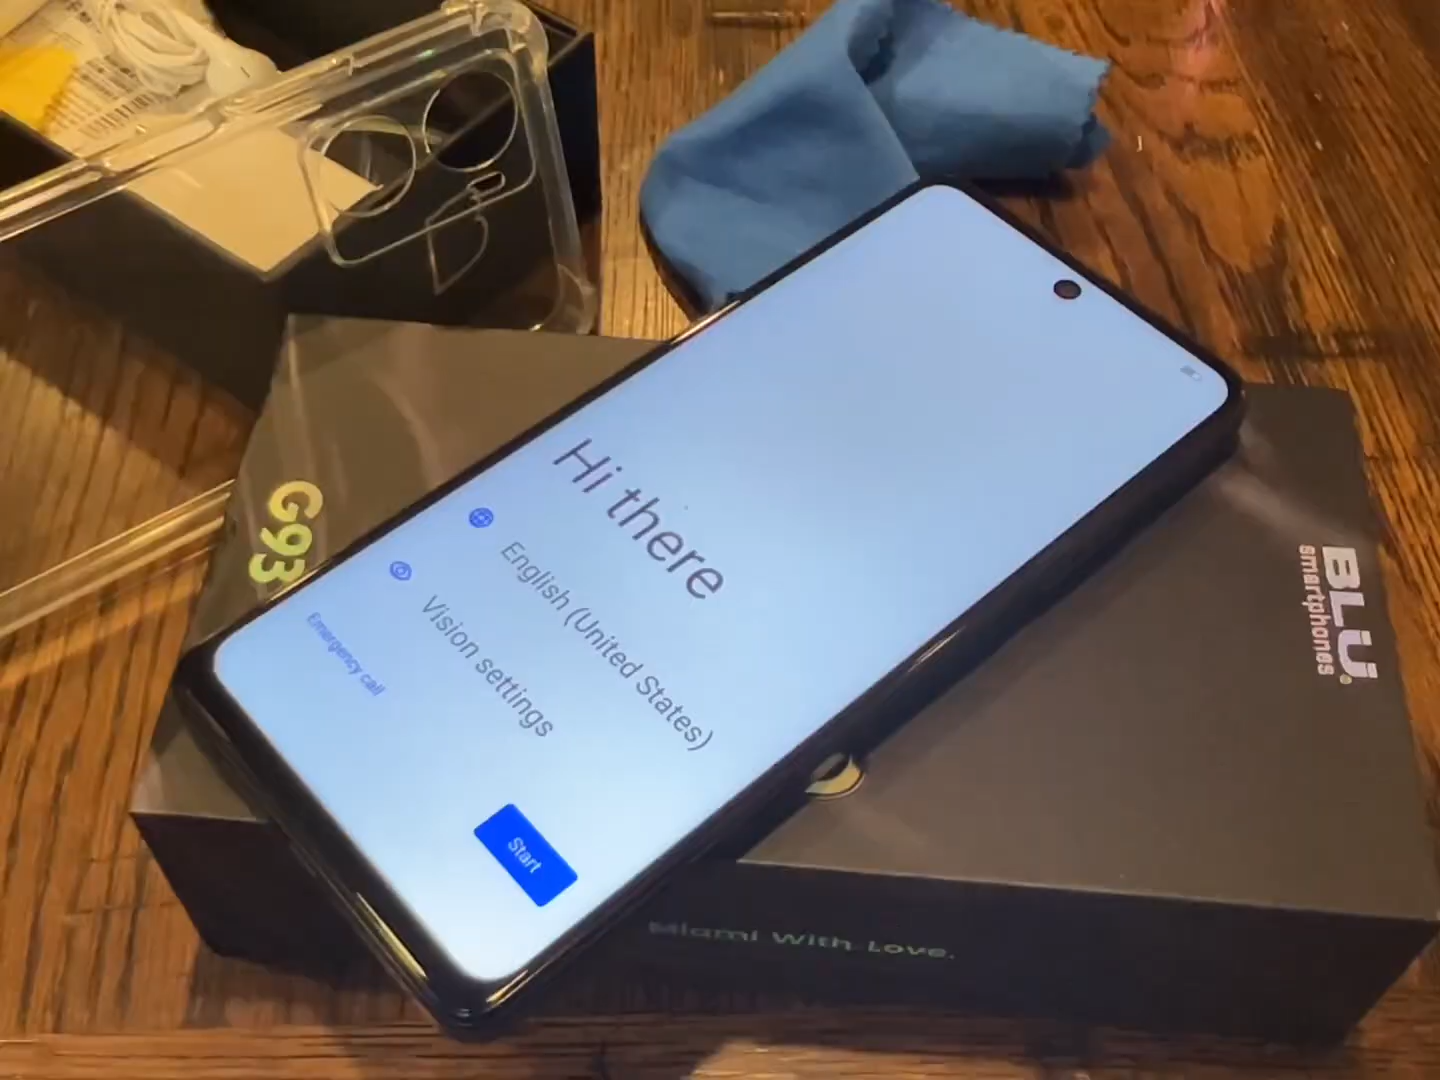 Hi there
English (United States)
Vision settings
Emergency call
Start
G93
BLU
smartphones
Miami With Love.